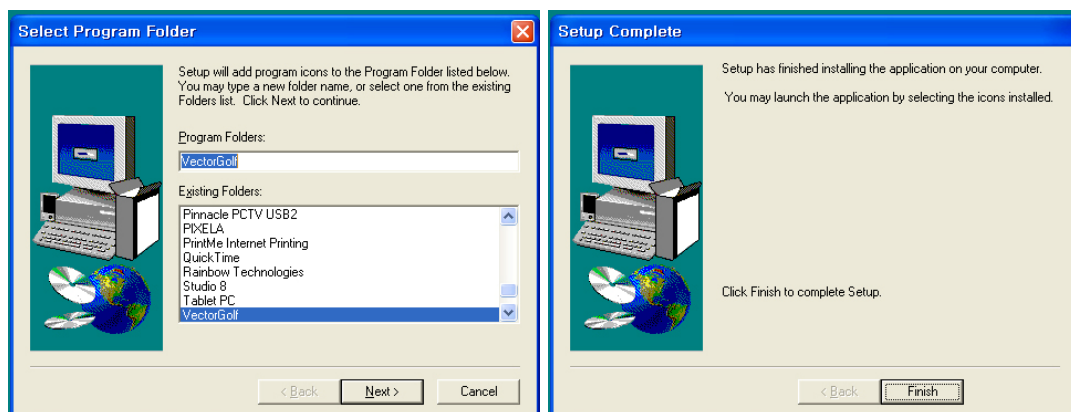 Select Program Folder
Setup will add program icons to the Program Folder listed below.
You may type a new folder name, or select one from the existing
Folders list. Click Next to continue.
Program Folders:
VectorGolf
Existing Folders:
Pinnacle PCTV USB2
PIXELA
PrintMe Internet Printing
QuickTime
Rainbow Technologies
Studio 8
Tablet PC
VectorGolf
< Back
Next >
Cancel
Setup Complete
Setup has finished installing the application on your computer.
You may launch the application by selecting the icons installed.
Click Finish to complete Setup.
< Back
Finish